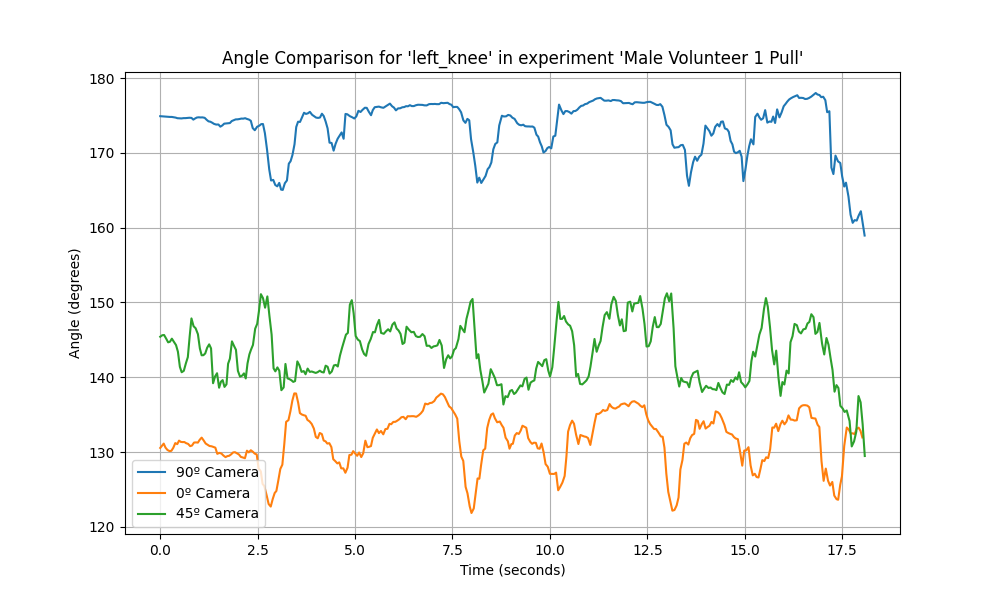 Angle Comparison for 'left_knee' in experiment 'Male Volunteer 1 Pull'
Angle (degrees)
180
170
160
150
140
130
120
90º Camera
0º Camera
45º Camera
0.0 2.5 5.0 7.5 10.0 12.5 15.0 17.5
Time (seconds)